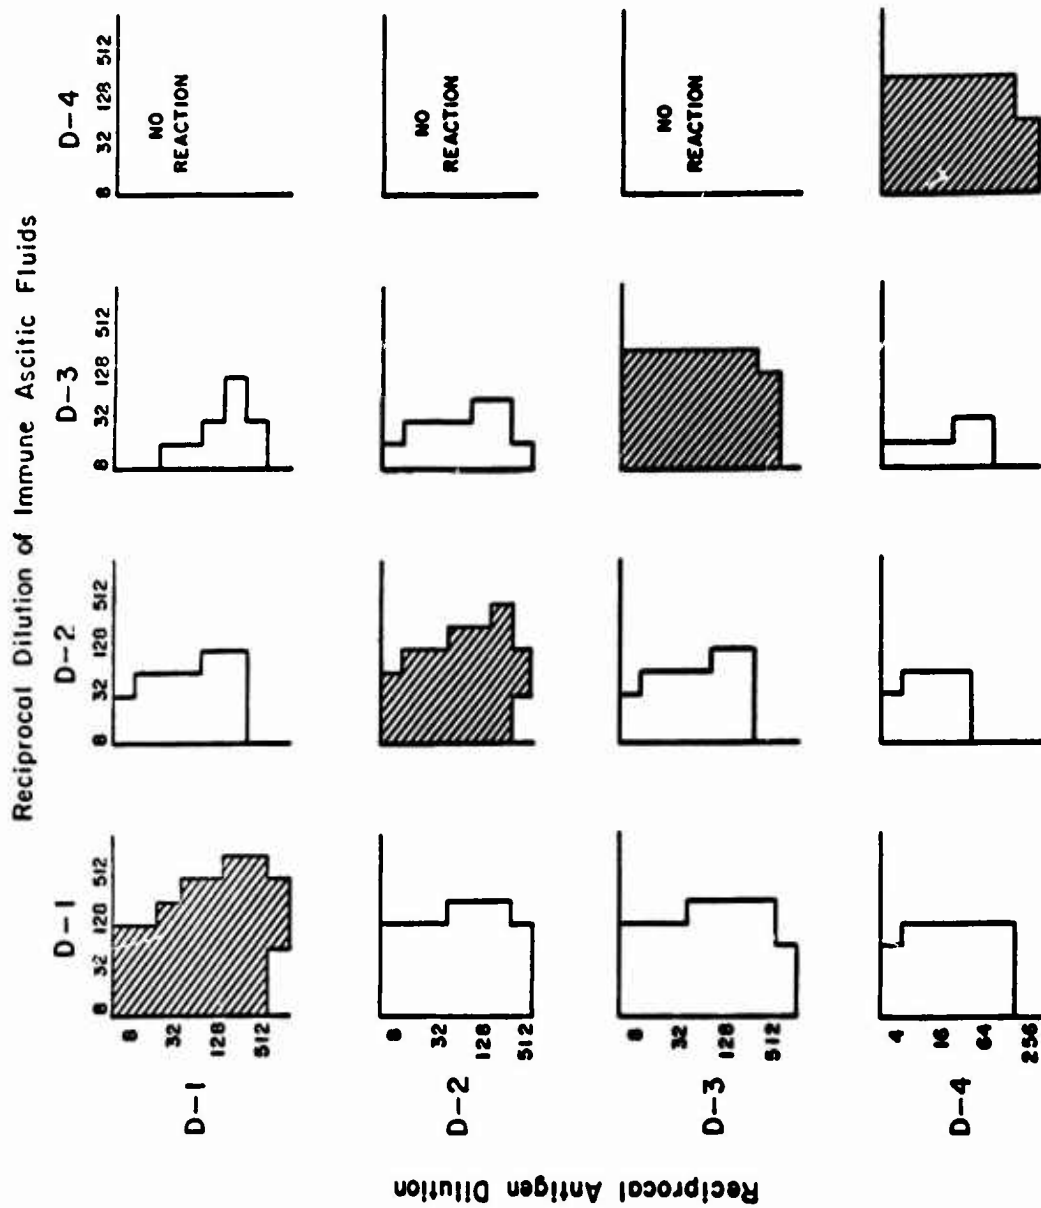 Reciprocal Dilution of Immune Ascitic Fluids
D-1 D-2 D-3 D-4
8 32 128 512 8 32 128 512 8 32 128 512 8 32 128 512
D-1
8
32
128
512
NO
REACTION
D-2
8
32
128
512
NO
REACTION
D-3
8
32
128
512
NO
REACTION
D-4
4
16
64
256
Reciprocal Antigen Dilution